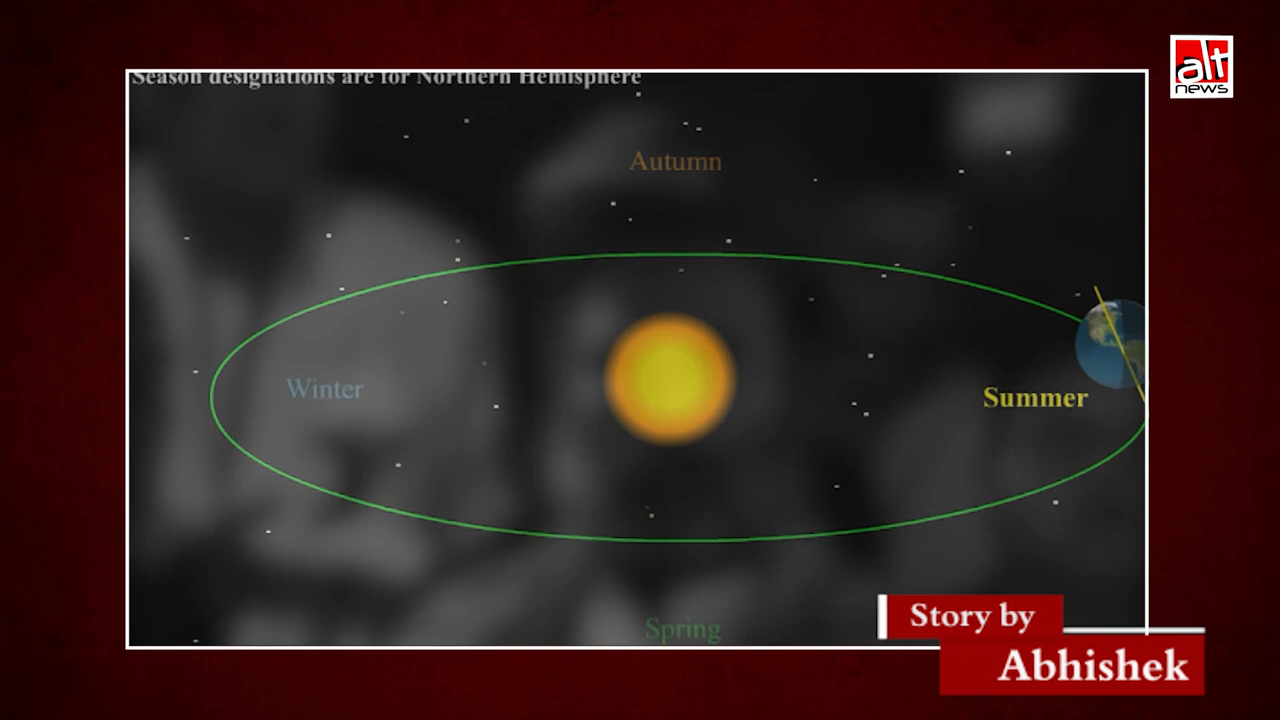 Season designations are for Northern Hemisphere
alt
news
Autumn
Winter
Summer
Spring
Story by
Abhishek